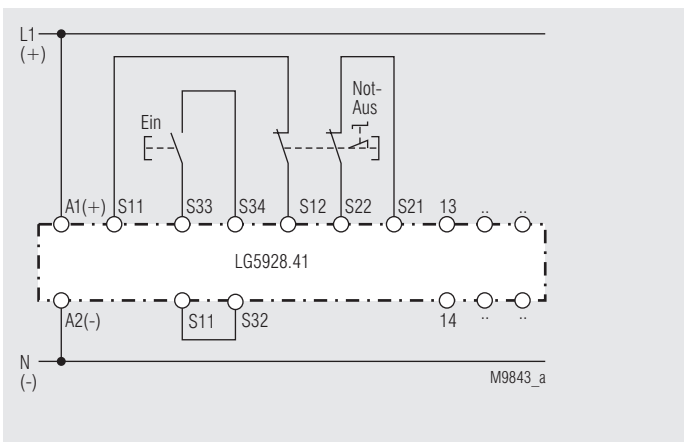 L1
(+)
Not-
Aus
Ein
A1(+) S11 S33 S34 S12 S22 S21 13 .. ..
LG5928.41
A2(-) S11 S32 14 .. ..
N
(-)
M9843_a